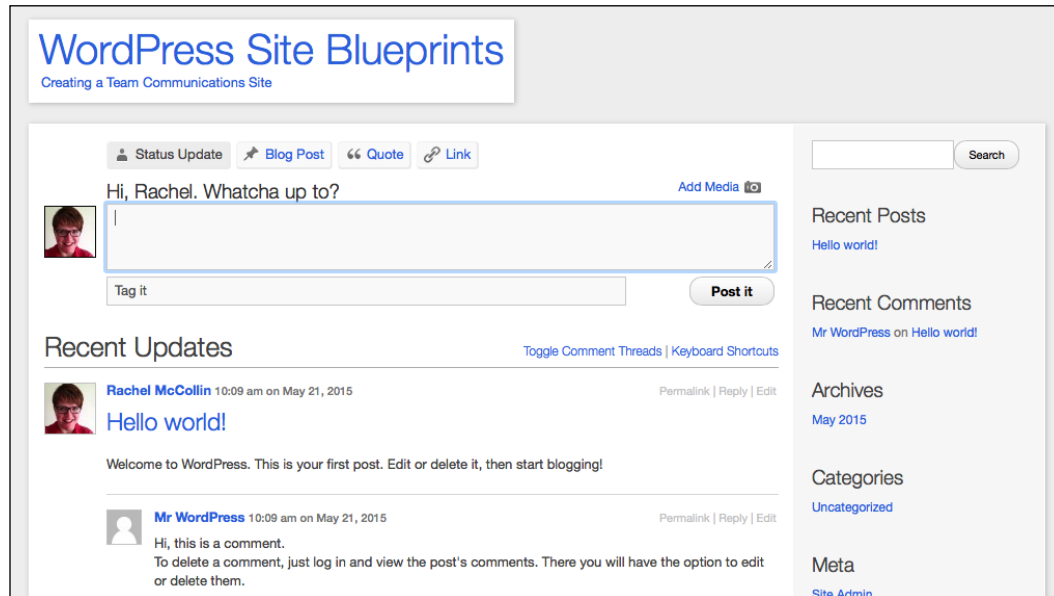 WordPress Site Blueprints
Creating a Team Communications Site
Status Update
Blog Post
Quote
Link
Hi, Rachel. Whatcha up to?
Add Media
Tag it
Post it
Recent Updates
Toggle Comment Threads | Keyboard Shortcuts
Rachel McCollin 10:09 am on May 21, 2015
Permalink | Reply | Edit
Hello world!
Welcome to WordPress. This is your first post. Edit or delete it, then start blogging!
Mr WordPress 10:09 am on May 21, 2015
Permalink | Reply | Edit
Hi, this is a comment.
To delete a comment, just log in and view the post's comments. There you will have the option to edit
or delete them.
Search
Recent Posts
Hello world!
Recent Comments
Mr WordPress on Hello world!
Archives
May 2015
Categories
Uncategorized
Meta
Site Admin